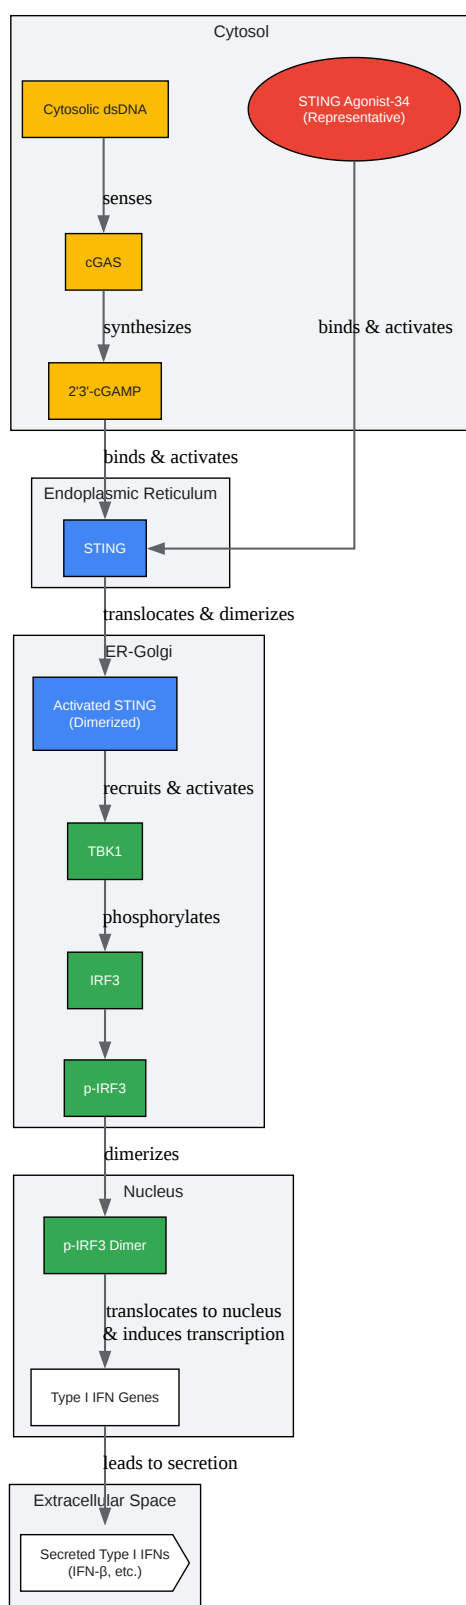 Cytosol
Cytosolic dsDNA
STING Agonist-34
(Representative)
senses
cGAS
synthesizes
binds & activates
2'3'-cGAMP
binds & activates
Endoplasmic Reticulum
STING
translocates & dimerizes
ER-Golgi
Activated STING
(Dimerized)
recruits & activates
TBK1
phosphorylates
IRF3
p-IRF3
dimerizes
Nucleus
p-IRF3 Dimer
translocates to nucleus
& induces transcription
Type I IFN Genes
leads to secretion
Extracellular Space
Secreted Type I IFNs
(IFN-β, etc.)